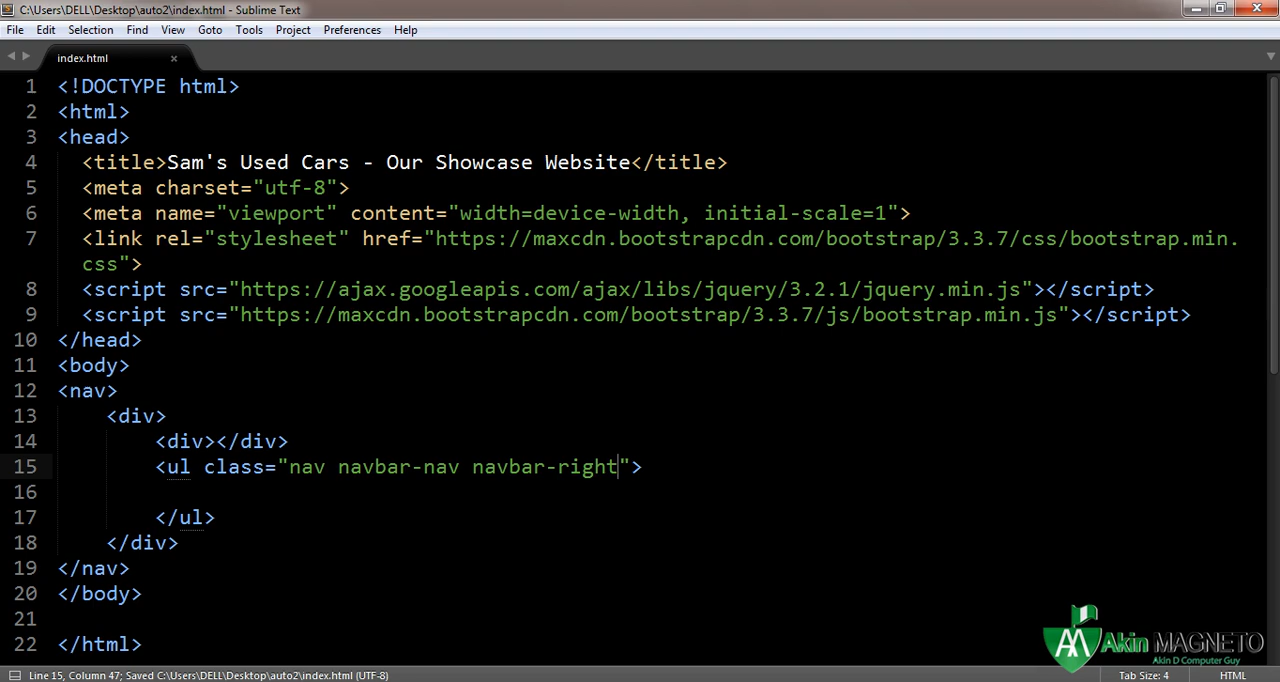 C:\Users\DELL\Desktop\auto2\index.html - Sublime Text
File Edit Selection Find View Goto Tools Project Preferences Help
index.html ×
1 <!DOCTYPE html>
2 <html>
3 <head>
4 <title>Sam's Used Cars - Our Showcase Website</title>
5 <meta charset="utf-8">
6 <meta name="viewport" content="width=device-width, initial-scale=1">
7 <link rel="stylesheet" href="https://maxcdn.bootstrapcdn.com/bootstrap/3.3.7/css/bootstrap.min.
css">
8 <script src="https://ajax.googleapis.com/ajax/libs/jquery/3.2.1/jquery.min.js"></script>
9 <script src="https://maxcdn.bootstrapcdn.com/bootstrap/3.3.7/js/bootstrap.min.js"></script>
10 </head>
11 <body>
12 <nav>
13 <div>
14 <div></div>
15 <ul class="nav navbar-nav navbar-right">
16
17 </ul>
18 </div>
19 </nav>
20 </body>
21
22 </html>
Akin MAGNETO
Akin D Computer Guy
Line 15, Column 47; Saved C:\Users\DELL\Desktop\auto2\index.html (UTF-8) Tab Size: 4 HTML